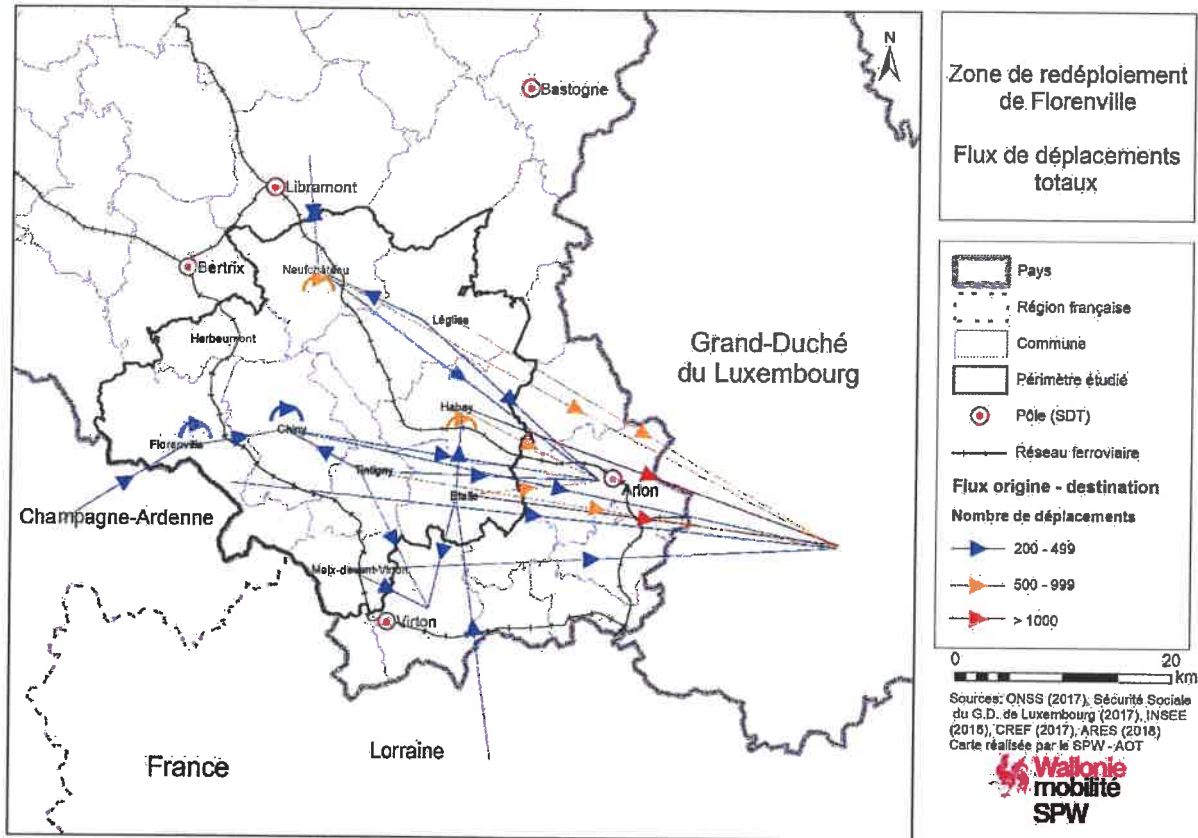 N
Bastogne
Libramont
Bertrix
Neufchâteau
Léglise
Herbeumont
Grand-Duché
du Luxembourg
Habay
Chiny
Florenville
Tintigny
Arlon
Etalle
Champagne-Ardenne
Meix-devant-Virton
Virton
Lorraine
France
Zone de redéploiement
de Florenville
Flux de déplacements
totaux
Pays
Région française
Commune
Périmètre étudié
Pôle (SDT)
Réseau ferroviaire
Flux origine - destination
Nombre de déplacements
200 - 499
500 - 999
> 1000
0 20
km
Sources: ONSS (2017), Sécurité Sociale
du G.D. de Luxembourg (2017), INSEE
(2016), CREF (2017), ARES (2018)
Carte réalisée par le SPW - AOT
Wallonie
mobilité
SPW